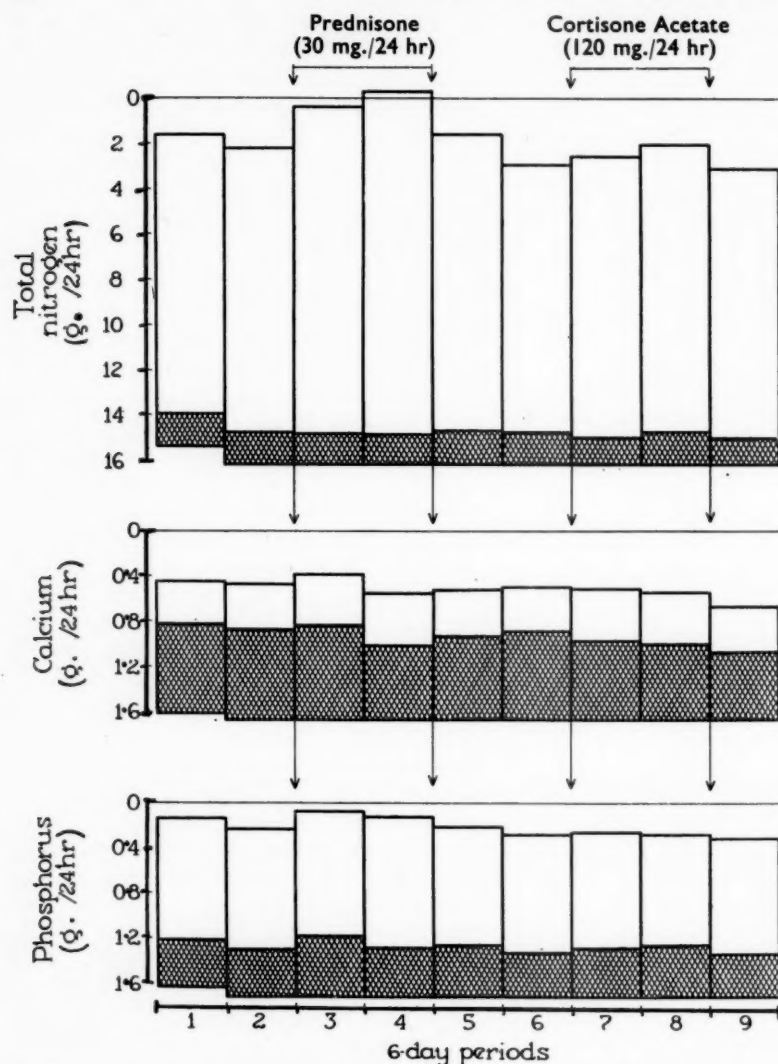 Prednisone
(30 mg./24 hr)
Cortisone Acetate
(120 mg./24 hr)
Total
nitrogen
(g. /24hr)
0
2
4
6
8
10
12
14
16
Calcium
(g. /24hr)
0
0·4
0·8
1·2
1·6
Phosphorus
(g. /24hr)
0
0·4
0·8
1·2
1·6
1 2 3 4 5 6 7 8 9
6-day periods